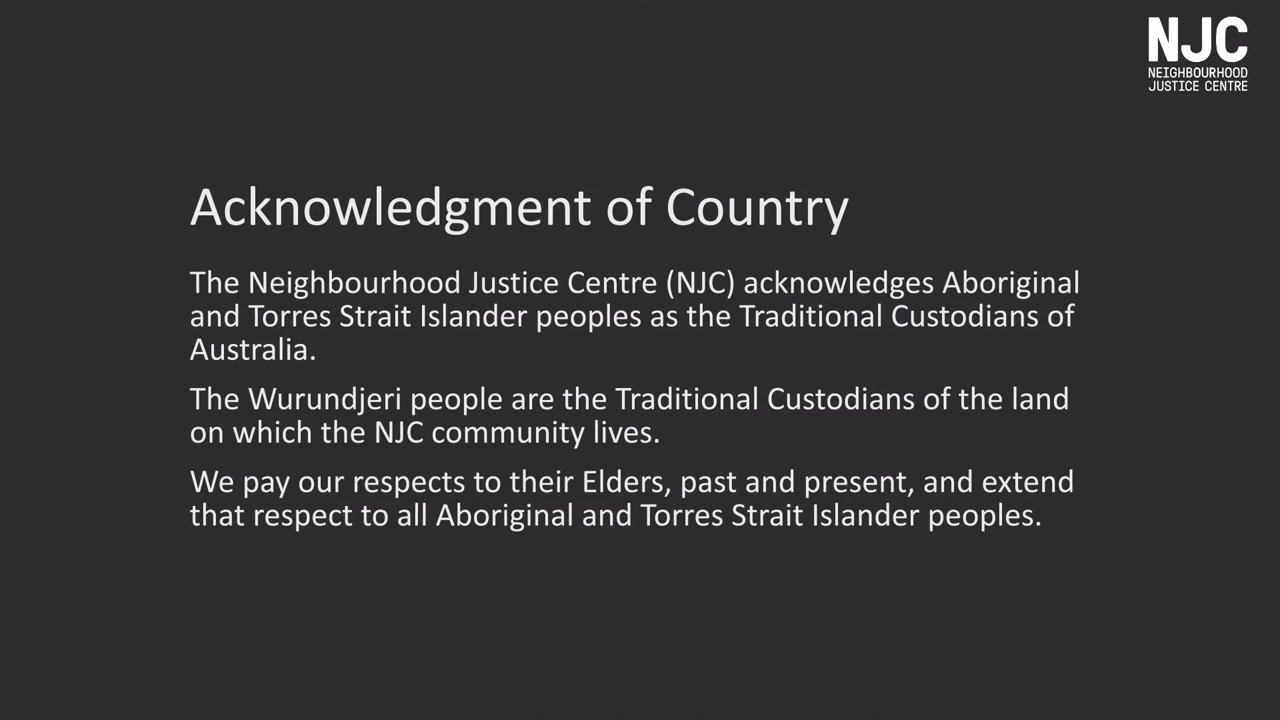 NJC
NEIGHBOURHOOD
JUSTICE CENTRE
Acknowledgment of Country
The Neighbourhood Justice Centre (NJC) acknowledges Aboriginal
and Torres Strait Islander peoples as the Traditional Custodians of
Australia.
The Wurundjeri people are the Traditional Custodians of the land
on which the NJC community lives.
We pay our respects to their Elders, past and present, and extend
that respect to all Aboriginal and Torres Strait Islander peoples.